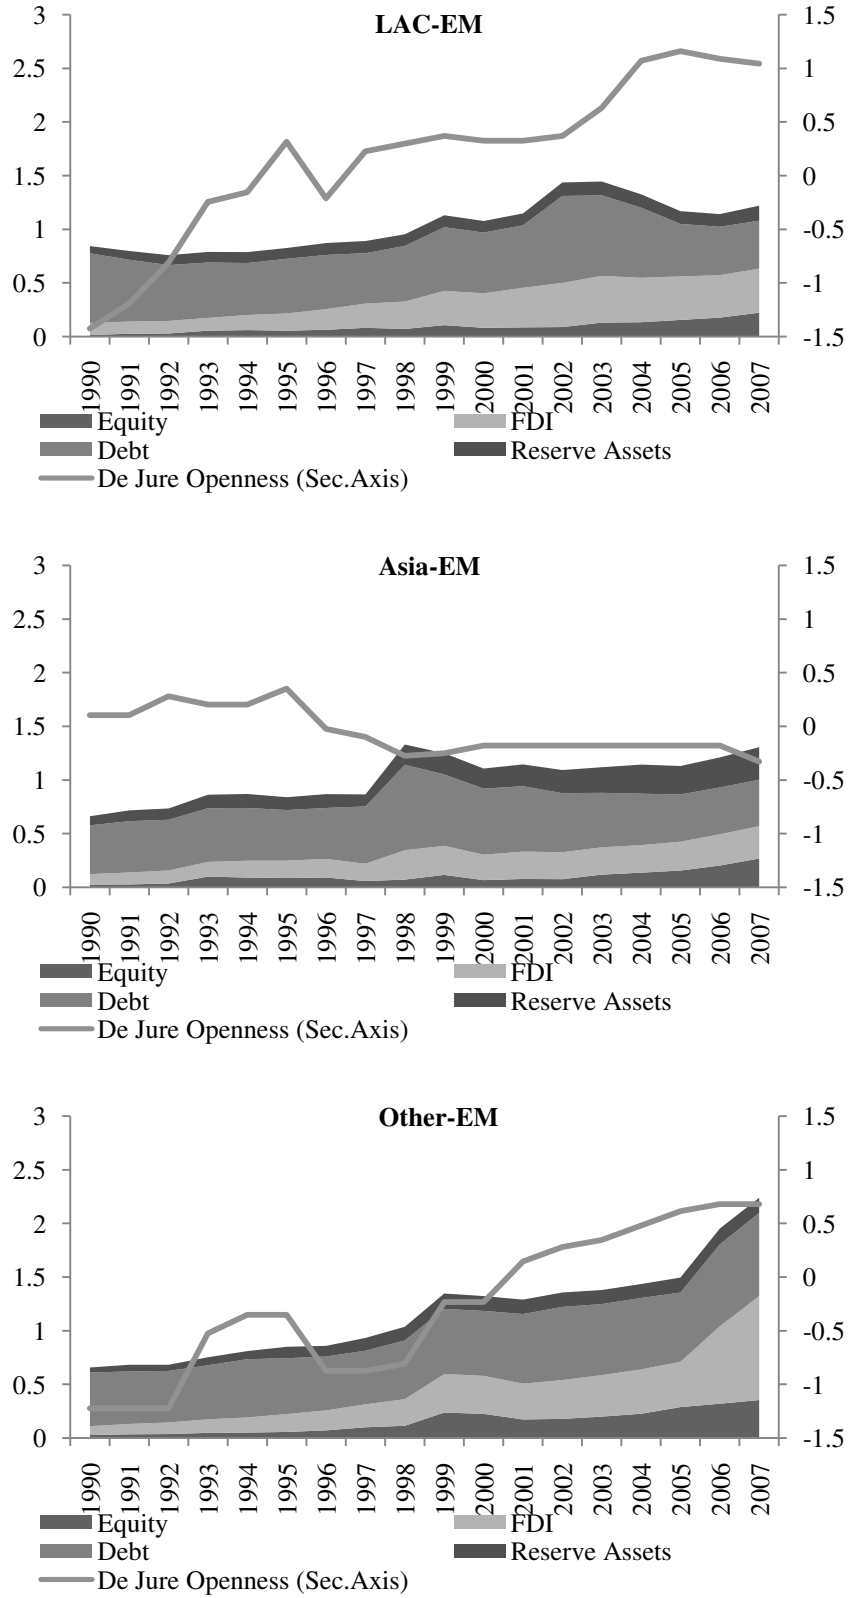 LAC-EM
3 1.5
2.5 1
2 0.5
1.5 0
1 -0.5
0.5 -1
0 -1.5
1990 1991 1992 1993 1994 1995 1996 1997 1998 1999 2000 2001 2002 2003 2004 2005 2006 2007
Equity FDI
Debt Reserve Assets
De Jure Openness (Sec.Axis)
Asia-EM
3 1.5
2.5 1
2 0.5
1.5 0
1 -0.5
0.5 -1
0 -1.5
1990 1991 1992 1993 1994 1995 1996 1997 1998 1999 2000 2001 2002 2003 2004 2005 2006 2007
Equity FDI
Debt Reserve Assets
De Jure Openness (Sec.Axis)
Other-EM
3 1.5
2.5 1
2 0.5
1.5 0
1 -0.5
0.5 -1
0 -1.5
1990 1991 1992 1993 1994 1995 1996 1997 1998 1999 2000 2001 2002 2003 2004 2005 2006 2007
Equity FDI
Debt Reserve Assets
De Jure Openness (Sec.Axis)